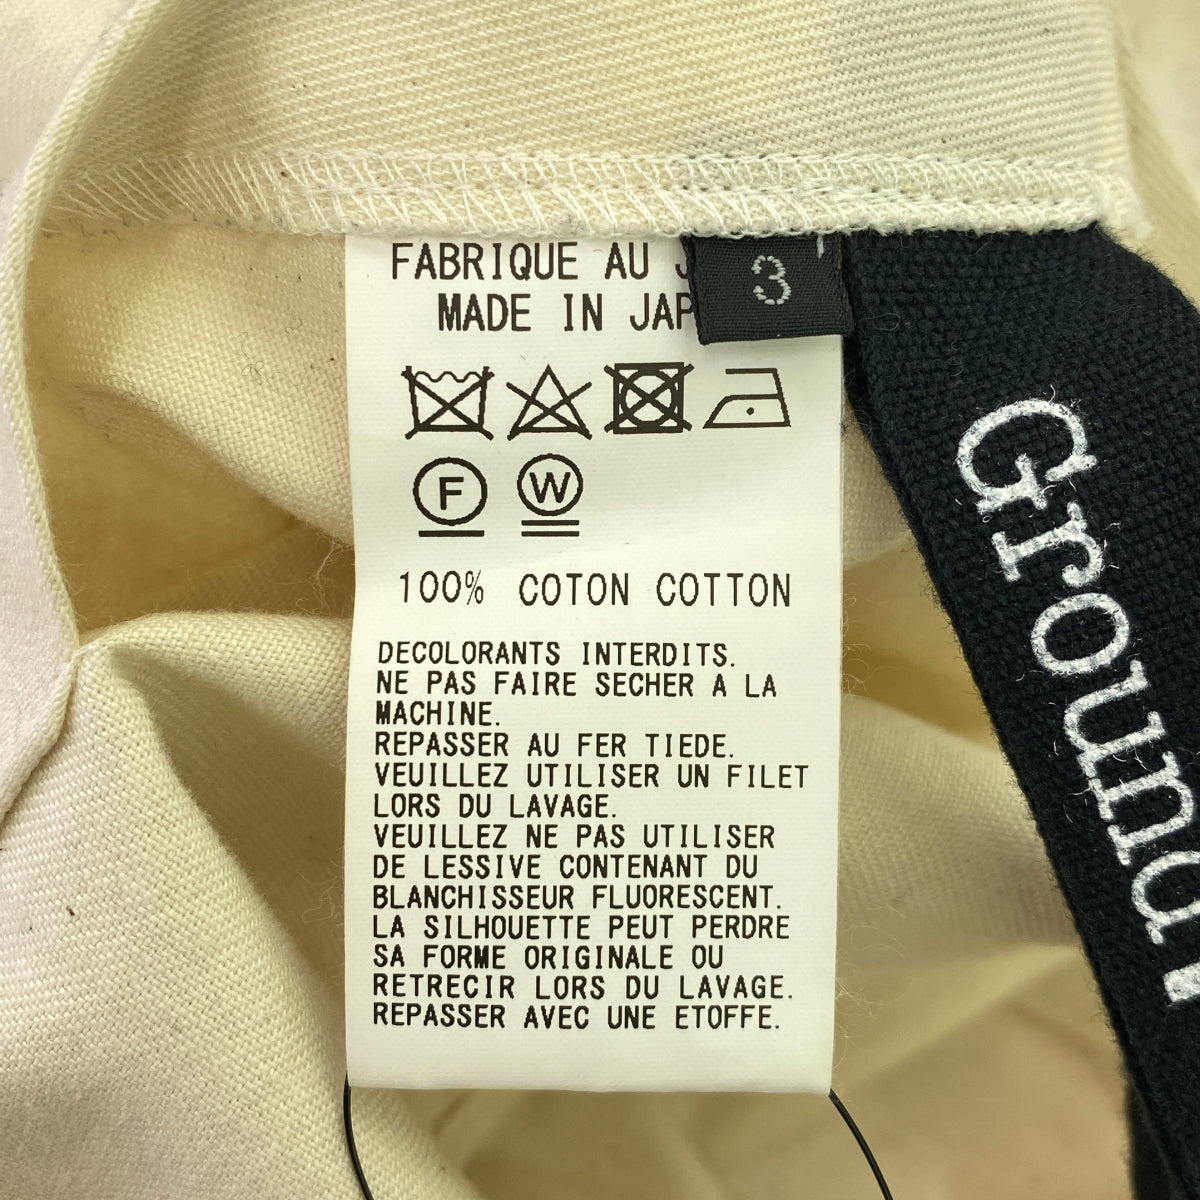 FABRIQUE AU
MADE IN
3
F
W
100% COTON COTTON
DECOLORANTS INTERDITS.
NE PAS FAIRE SECHER A LA
MACHINE.
REPASSER AU FER TIEDE.
VEUILLEZ UTILISER UN FILET
LORS DU LAVAGE.
VEUILLEZ NE PAS UTILISER
DE LESSIVE CONTENANT DU
BLANCHISSEUR FLUORESCENT.
LA SILHOUETTE PEUT PERDRE
SA FORME ORIGINALE OU
RETRECIR LORS DU LAVAGE.
REPASSER AVEC UNE ETOFFE.
Ground